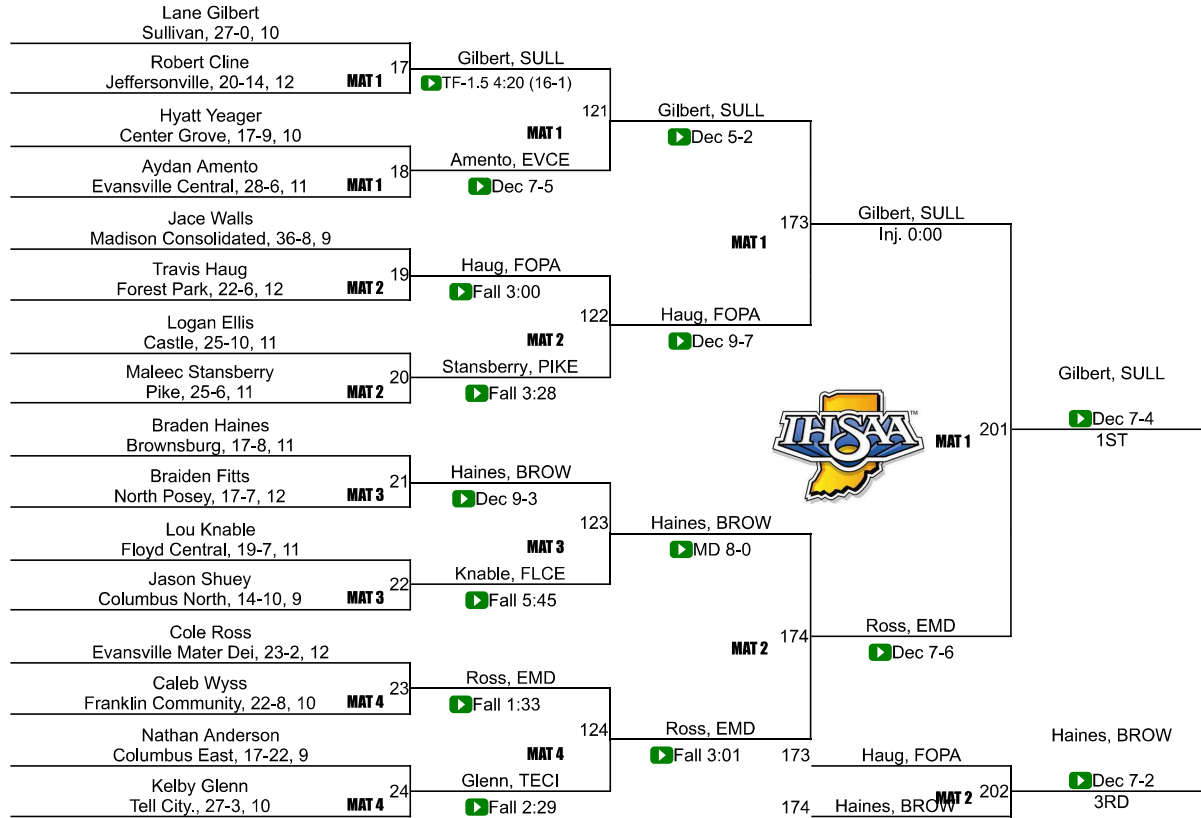 Lane Gilbert
Sullivan, 27-0, 10
Robert Cline
Jeffersonville, 20-14, 12
MAT 1
17
Gilbert, SULL
TF-1.5 4:20 (16-1)
Hyatt Yeager
Center Grove, 17-9, 10
Aydan Amento
Evansville Central, 28-6, 11
MAT 1
18
Amento, EVCE
Dec 7-5
MAT 1
121
Gilbert, SULL
Dec 5-2
Jace Walls
Madison Consolidated, 36-8, 9
Travis Haug
Forest Park, 22-6, 12
MAT 2
19
Haug, FOPA
Fall 3:00
Logan Ellis
Castle, 25-10, 11
Maleec Stansberry
Pike, 25-6, 11
MAT 2
20
Stansberry, PIKE
Fall 3:28
MAT 2
122
Haug, FOPA
Dec 9-7
MAT 1
173
Gilbert, SULL
Inj. 0:00
Braden Haines
Brownsburg, 17-8, 11
Braiden Fitts
North Posey, 17-7, 12
MAT 3
21
Haines, BROW
Dec 9-3
Lou Knable
Floyd Central, 19-7, 11
Jason Shuey
Columbus North, 14-10, 9
MAT 3
22
Knable, FLCE
Fall 5:45
MAT 3
123
Haines, BROW
MD 8-0
Cole Ross
Evansville Mater Dei, 23-2, 12
Caleb Wyss
Franklin Community, 22-8, 10
MAT 4
23
Ross, EMD
Fall 1:33
Nathan Anderson
Columbus East, 17-22, 9
Kelby Glenn
Tell City., 27-3, 10
MAT 4
24
Glenn, TECI
Fall 2:29
MAT 4
124
Ross, EMD
Fall 3:01
MAT 2
174
Ross, EMD
Dec 7-6
IHSAA™
MAT 1
201
Gilbert, SULL
Dec 7-4
1ST
173
Haug, FOPA
174
Haines, BROW
MAT 2
202
Haines, BROW
Dec 7-2
3RD